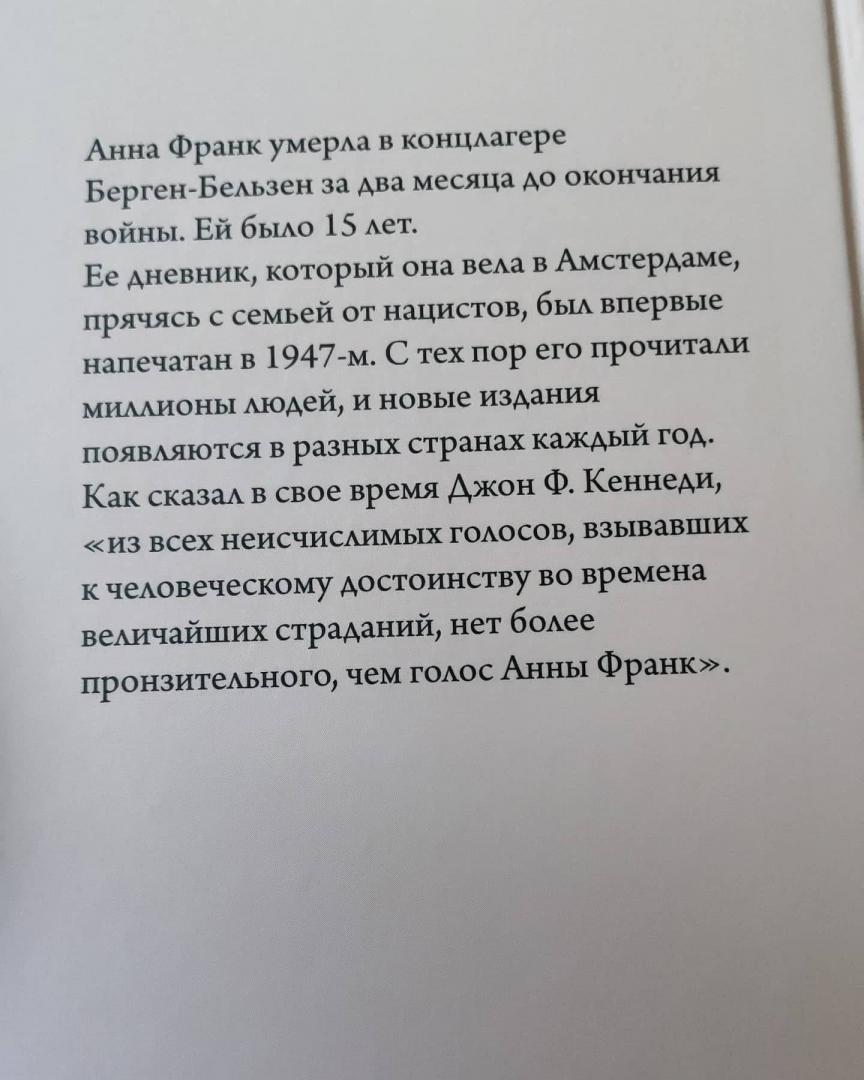 Анна Франк умерла в концлагере
Берген-Бельзен за два месяца до окончания
войны. Ей было 15 лет.
Ее дневник, который она вела в Амстердаме,
прячясь с семьей от нацистов, был впервые
напечатан в 1947-м. С тех пор его прочитали
миллионы людей, и новые издания
появляются в разных странах каждый год.
Как сказал в свое время Джон Ф. Кеннеди,
«из всех неисчислимых голосов, взывавших
к человеческому достоинству во времена
величайших страданий, нет более
пронзительного, чем голос Анны Франк».